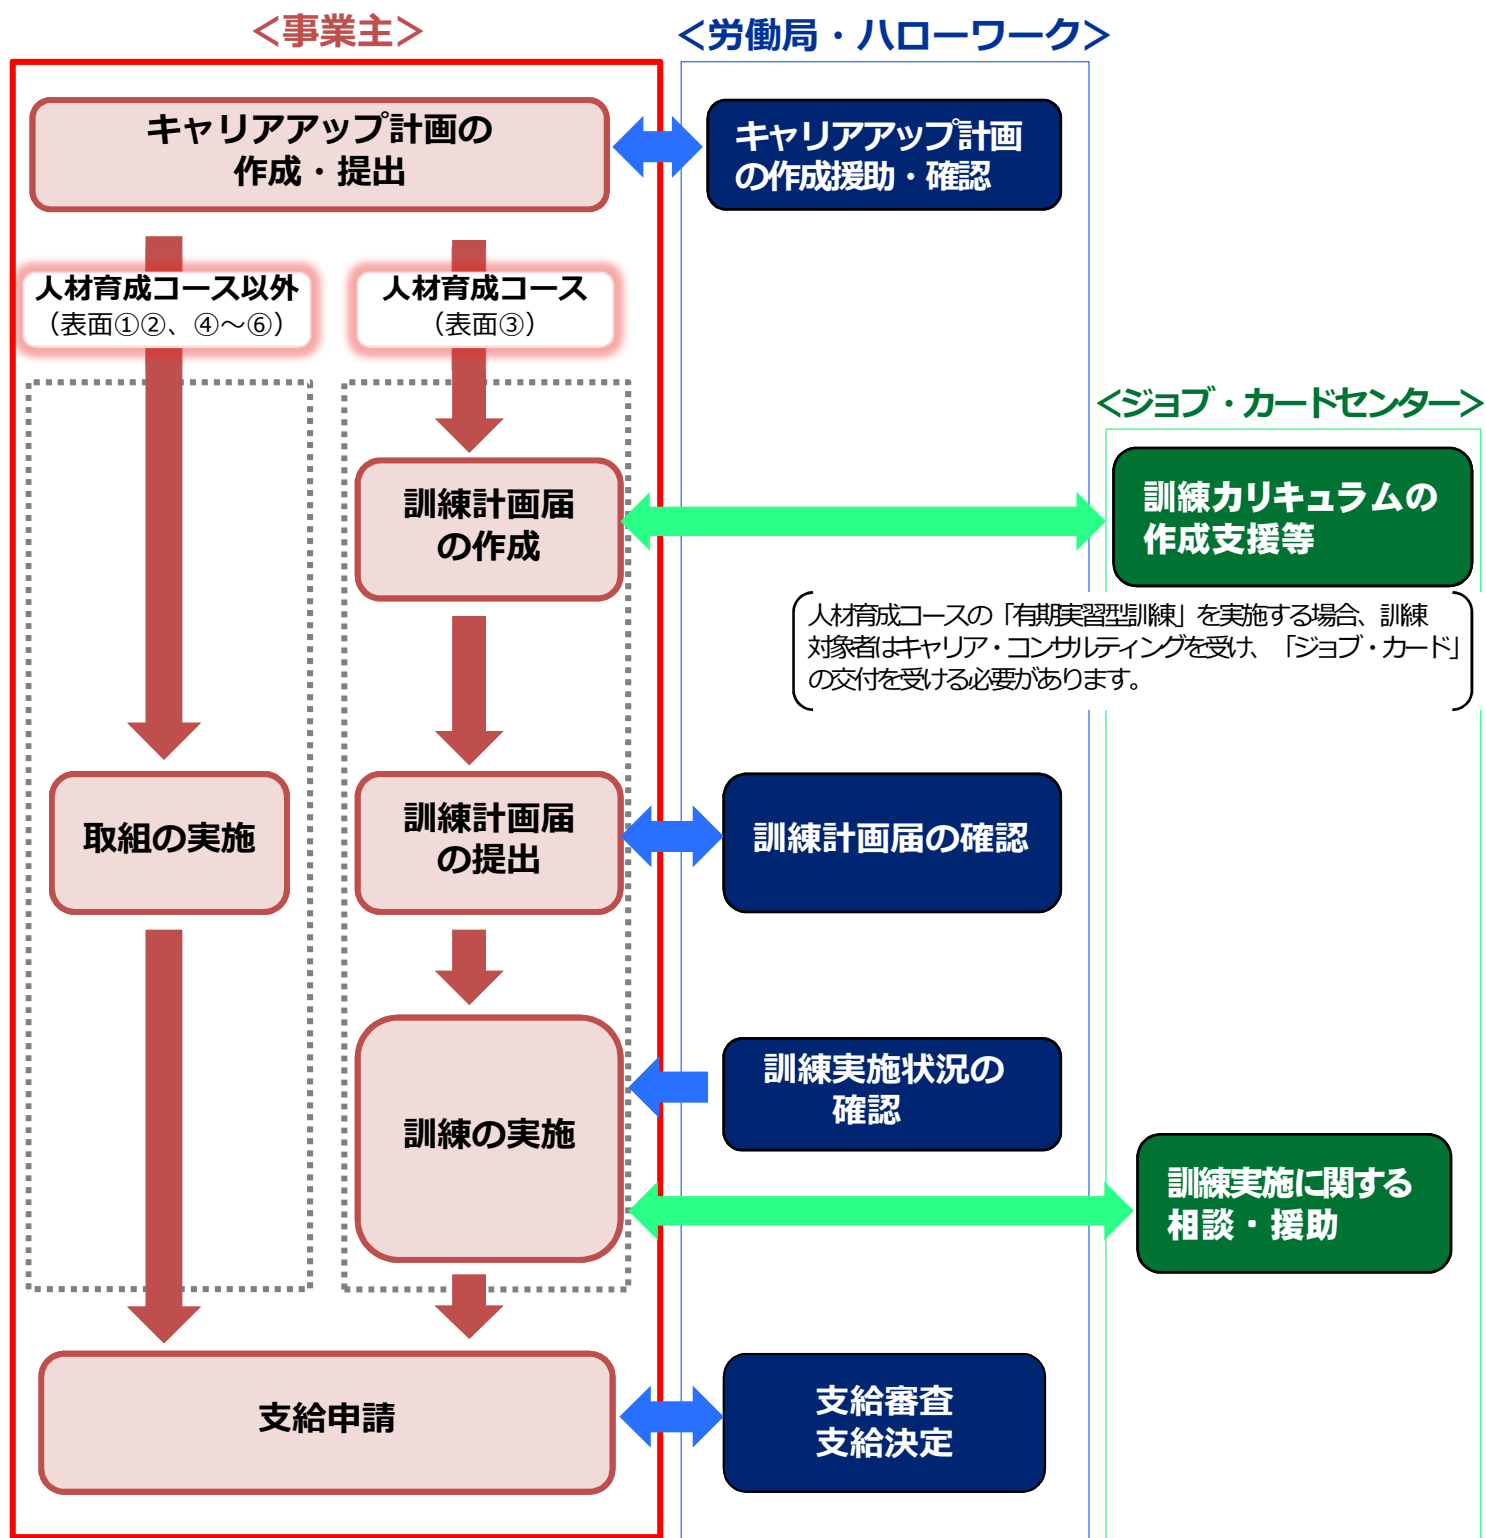 ＜事業主＞
＜労働局・ハローワーク＞
キャリアアップ計画の
作成・提出
キャリアアップ計画
の作成援助・確認
人材育成コース以外
（表面①②、④～⑥）
人材育成コース
（表面③）
＜ジョブ・カードセンター＞
訓練計画届
の作成
訓練カリキュラムの
作成支援等
人材育成コースの「有期実習型訓練」を実施する場合、訓練
対象者はキャリア・コンサルティングを受け、「ジョブ・カード」
の交付を受ける必要があります。
取組の実施
訓練計画届
の提出
訓練計画届の確認
訓練の実施
訓練実施状況の
確認
訓練実施に関する
相談・援助
支給申請
支給審査
支給決定